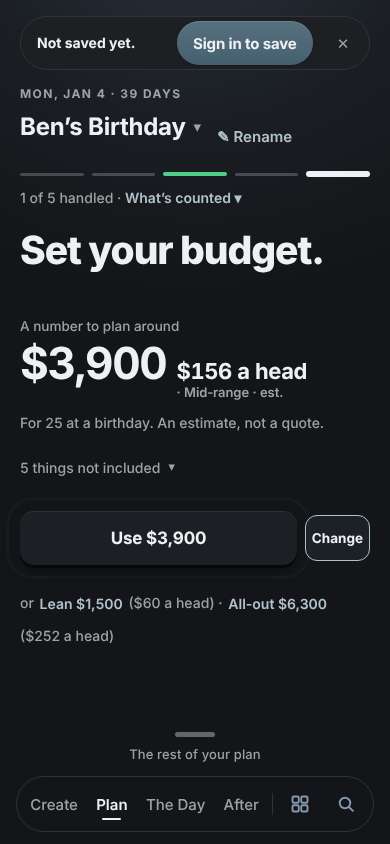 Not saved yet.
Sign in to save
×
MON, JAN 4 · 39 DAYS
Ben’s Birthday ▾
✎ Rename
1 of 5 handled · What’s counted ▾
Set your budget.
A number to plan around
$3,900 $156 a head
· Mid-range · est.
For 25 at a birthday. An estimate, not a quote.
5 things not included ▾
Use $3,900
Change
or Lean $1,500 ($60 a head) · All-out $6,300
($252 a head)
The rest of your plan
Create Plan The Day After